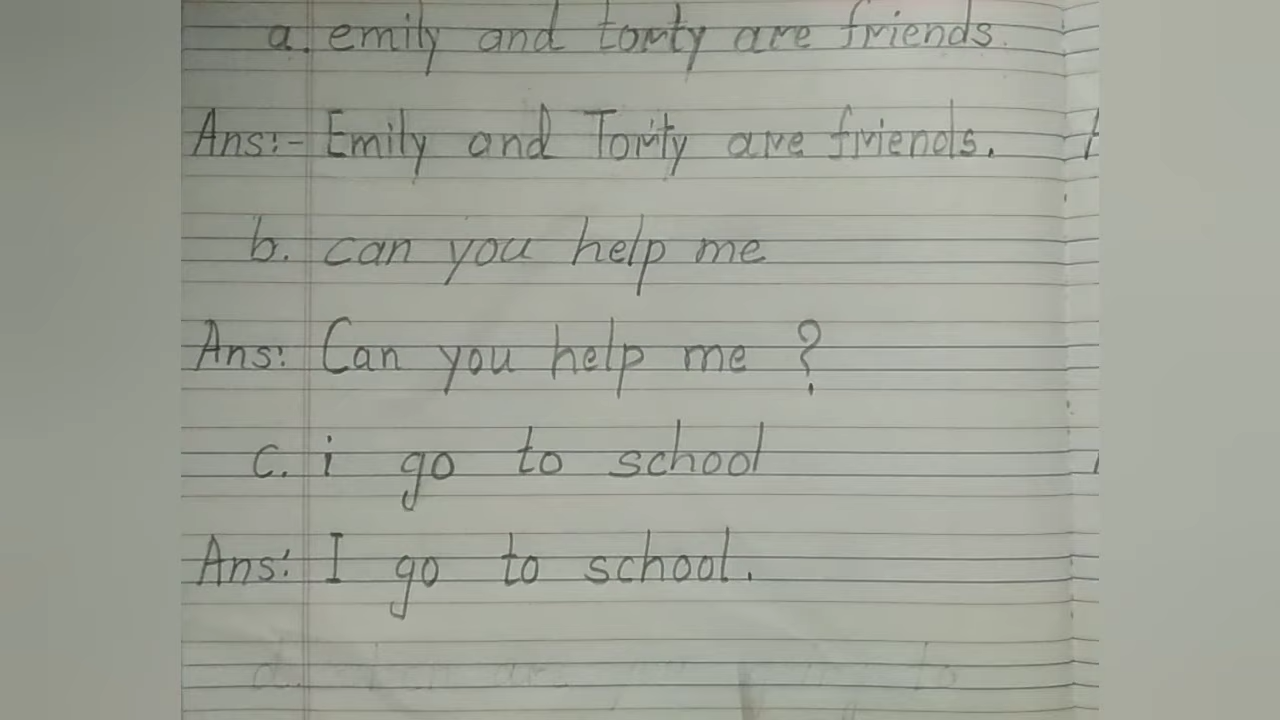 a. emily and tomty are friends.
Ans:- Emily and Tomty are friends.
b. can you help me
Ans: Can you help me ?
c. i go to school
Ans: I go to school.